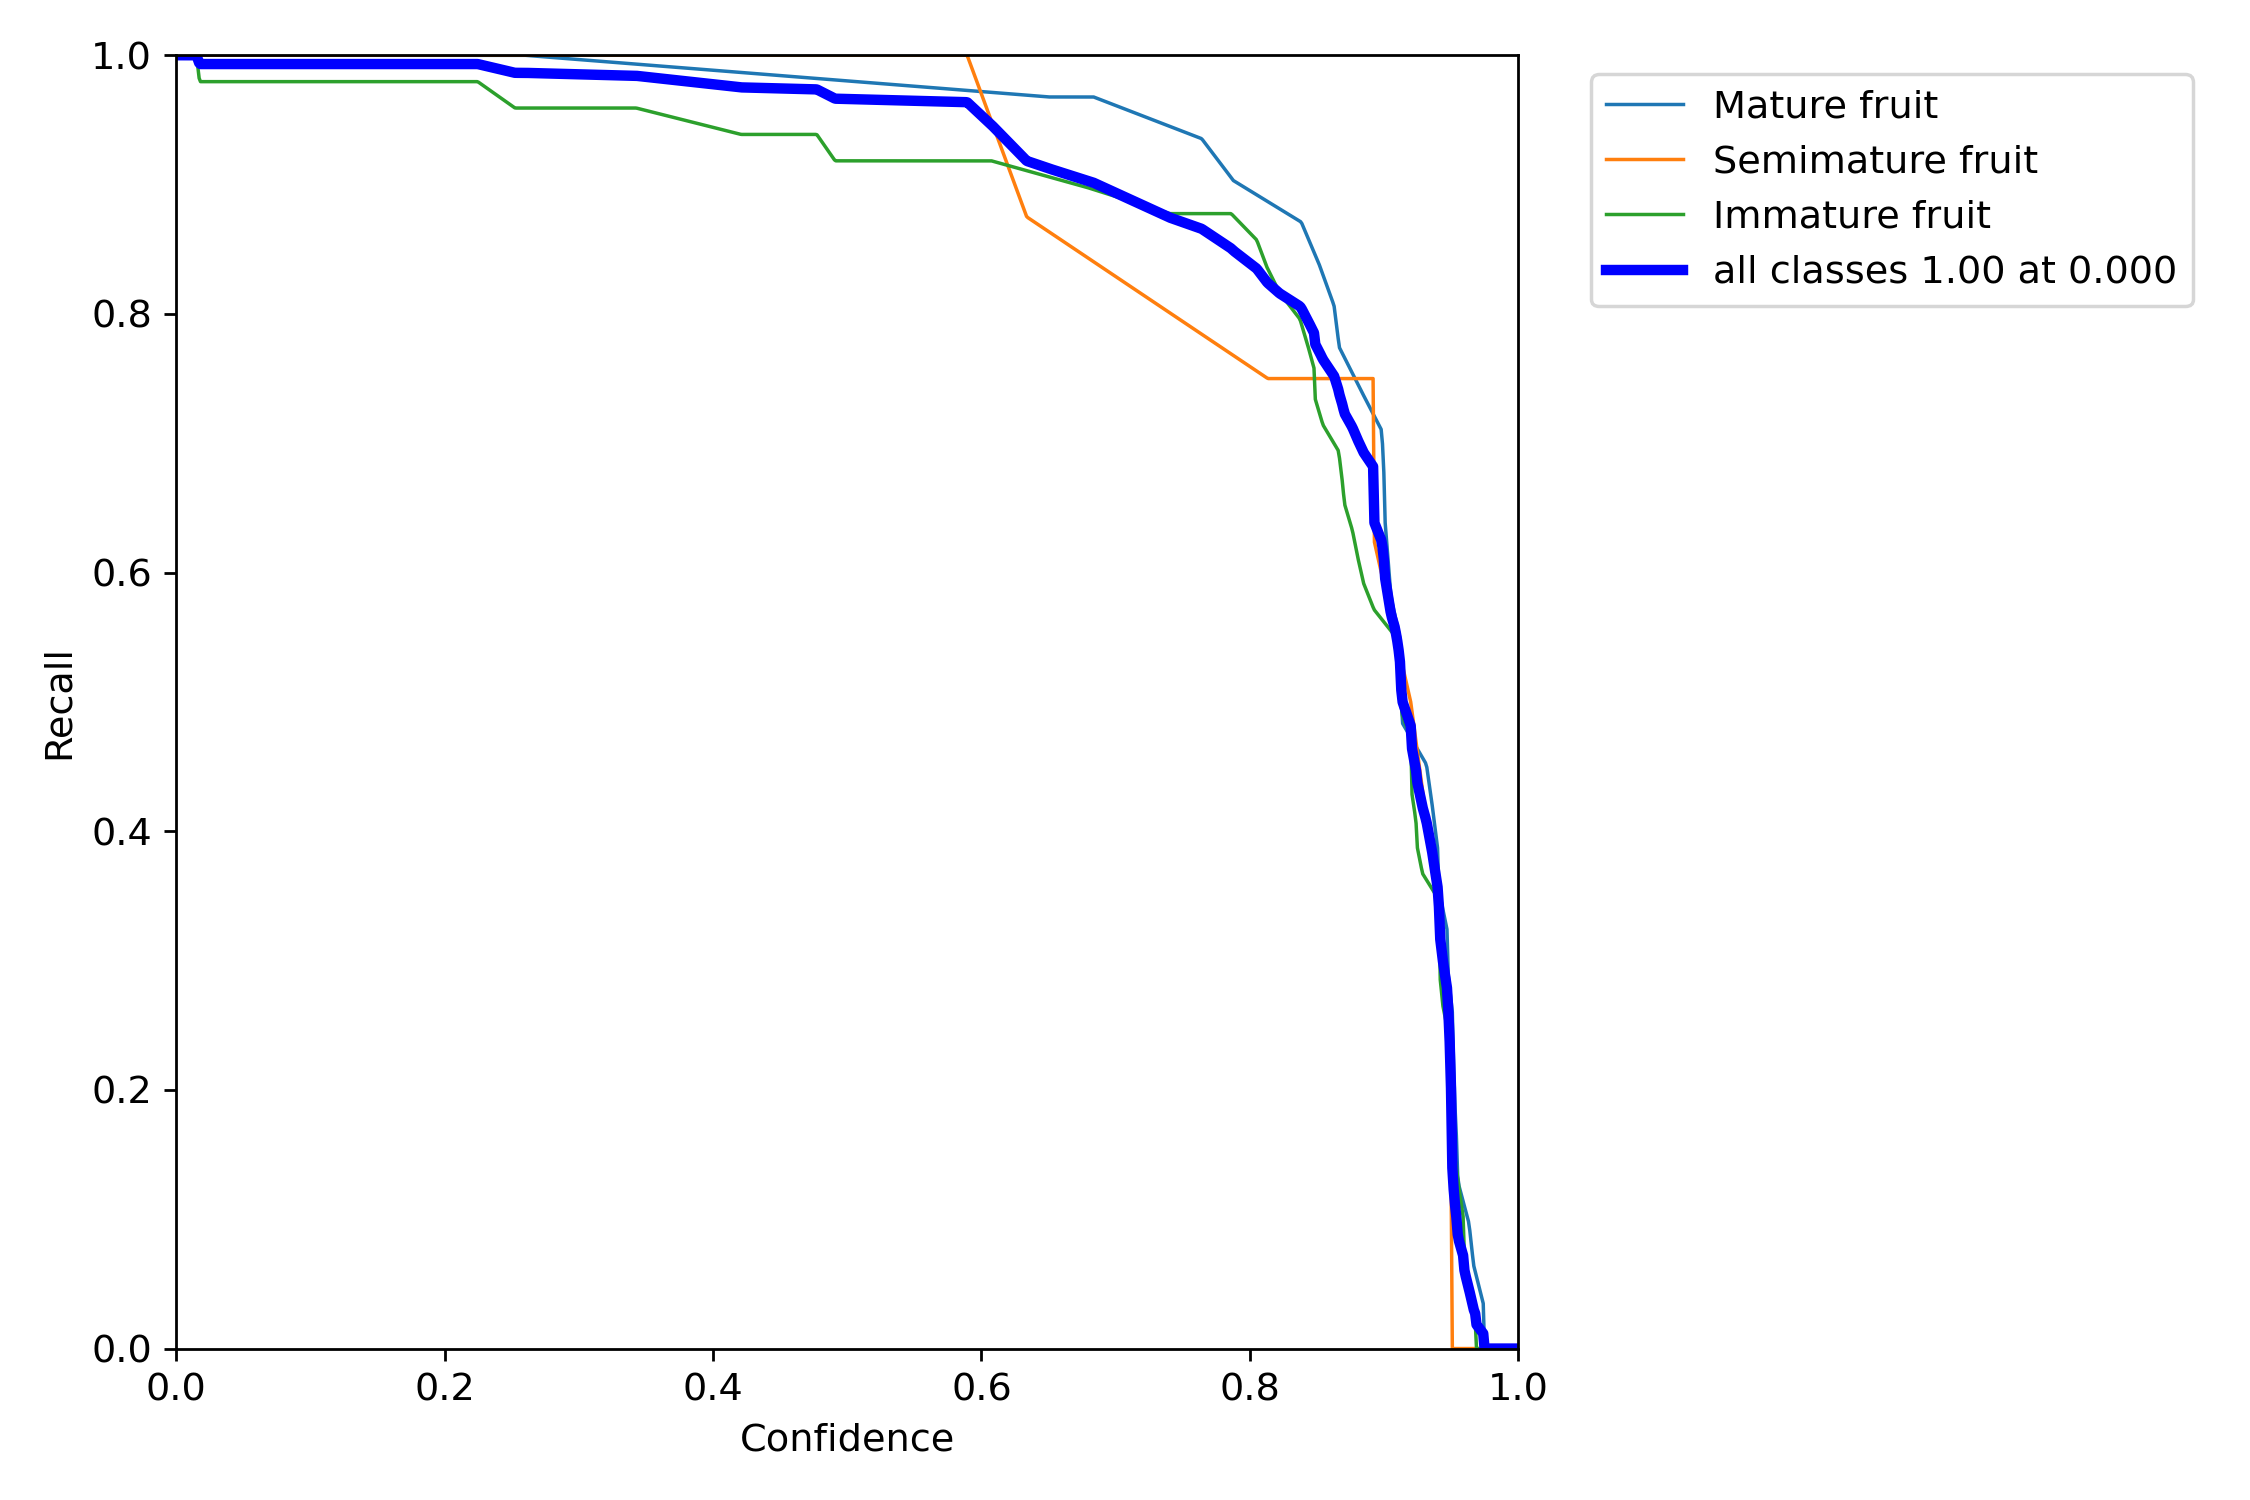 1.0
0.8
0.6
0.4
0.2
0.0
Recall
0.0 0.2 0.4 0.6 0.8 1.0
Confidence
Mature fruit
Semimature fruit
Immature fruit
all classes 1.00 at 0.000